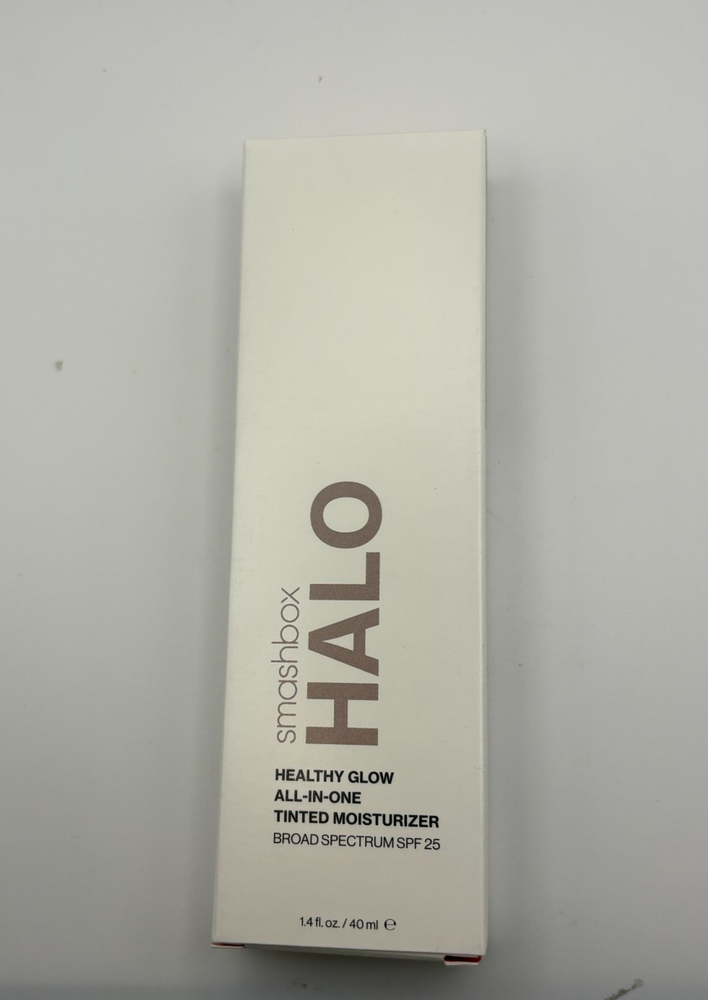 smashbox
HALO
HEALTHY GLOW
ALL-IN-ONE
TINTED MOISTURIZER
BROAD SPECTRUM SPF 25
1.4 fl. oz. / 40 ml ℮